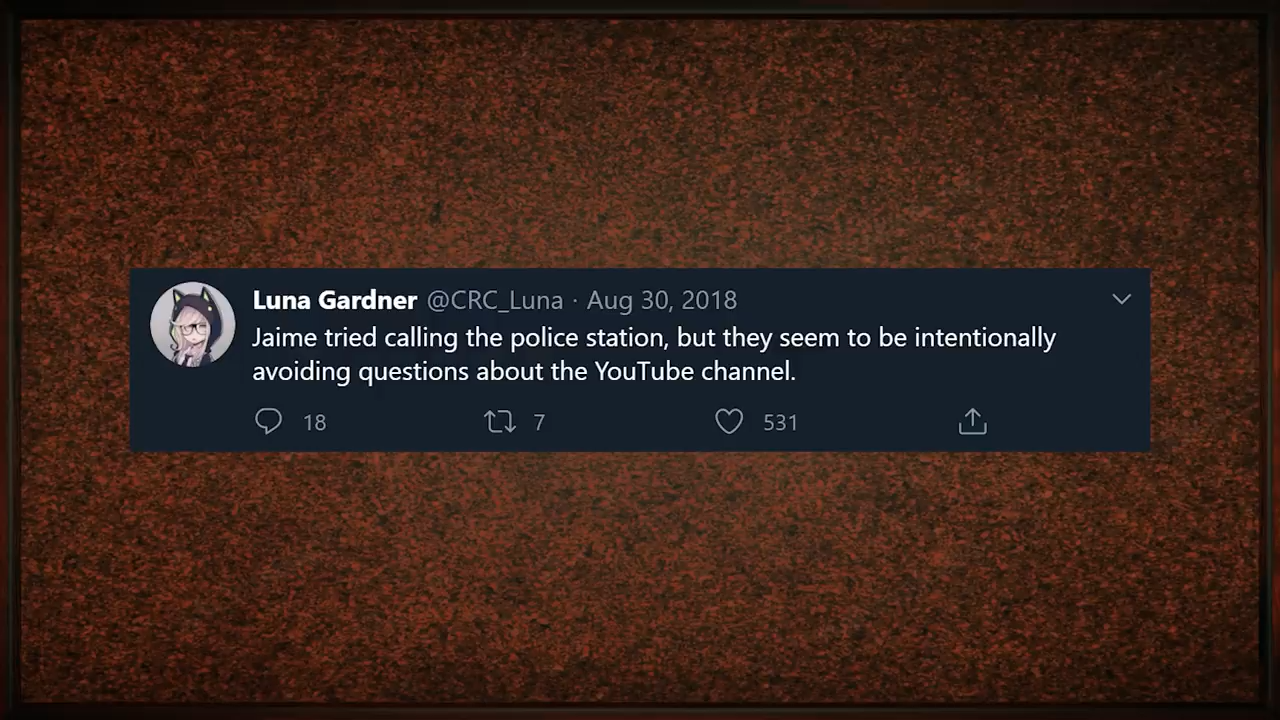 Luna Gardner @CRC_Luna · Aug 30, 2018
Jaime tried calling the police station, but they seem to be intentionally
avoiding questions about the YouTube channel.
18 7 531